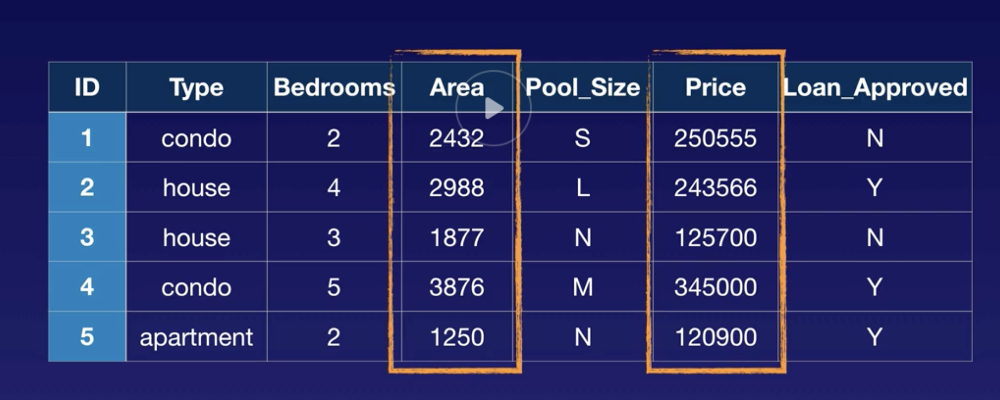 ID Type Bedrooms Area Pool_Size Price Loan_Approved
1 condo 2 2432 S 250555 N
2 house 4 2988 L 243566 Y
3 house 3 1877 N 125700 N
4 condo 5 3876 M 345000 Y
5 apartment 2 1250 N 120900 Y